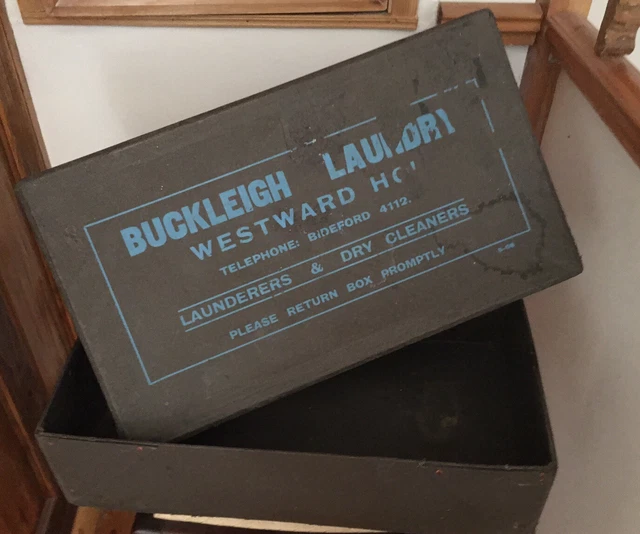 BUCKLEIGH LAUNDRY
WESTWARD HO!
TELEPHONE: BIDEFORD 4112.
LAUNDERERS & DRY CLEANERS
PLEASE RETURN BOX PROMPTLY